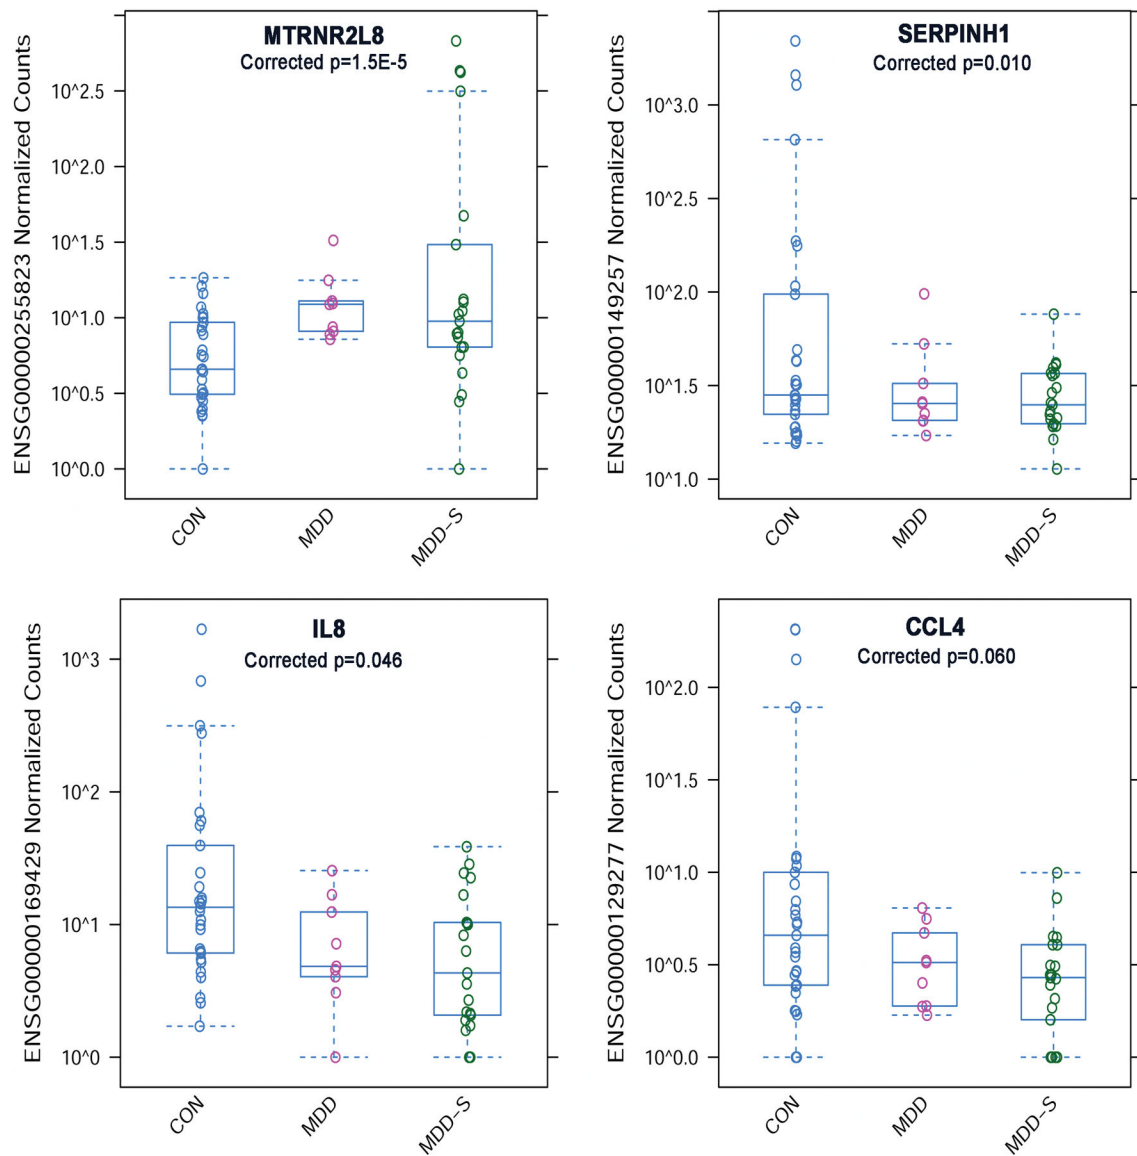 MTRNR2L8
Corrected p=1.5E-5
ENSG00000255823 Normalized Counts
10^2.5
10^2.0
10^1.5
10^1.0
10^0.5
10^0.0
CON
MDD
MDD-S
SERPINH1
Corrected p=0.010
ENSG00000149257 Normalized Counts
10^3.0
10^2.5
10^2.0
10^1.5
10^1.0
CON
MDD
MDD-S
IL8
Corrected p=0.046
ENSG00000169429 Normalized Counts
10^3
10^2
10^1
10^0
CON
MDD
MDD-S
CCL4
Corrected p=0.060
ENSG00000129277 Normalized Counts
10^2.0
10^1.5
10^1.0
10^0.5
10^0.0
CON
MDD
MDD-S